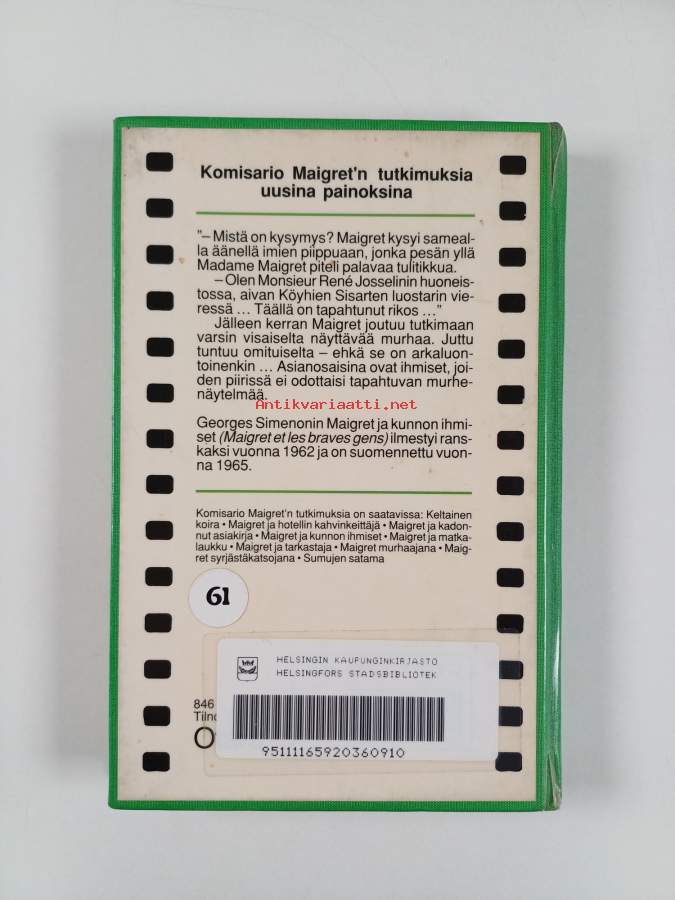 Komisario Maigret'n tutkimuksia
uusina painoksina
"– Mistä on kysymys? Maigret kysyi sameal-
la äänellä imien piippuaan, jonka pesän yllä
Madame Maigret piteli palavaa tulitikkua.
– Olen Monsieur René Josselinin huoneis-
tossa, aivan Köyhien Sisarten luostarin vie-
ressä ... Täällä on tapahtunut rikos ..."
Jälleen kerran Maigret joutuu tutkimaan
varsin visaiselta näyttävää murhaa. Juttu
tuntuu omituiselta – ehkä se on arkaluon-
toinenkin ... Asianosaisina ovat ihmiset, joi-
den piirissä ei odottaisi tapahtuvan murhe-
näytelmää.
Antikvariaatti.net
Georges Simenonin Maigret ja kunnon ihmi-
set (Maigret et les braves gens) ilmestyi rans-
kaksi vuonna 1962 ja on suomennettu vuon-
na 1965.
Komisario Maigret'n tutkimuksia on saatavissa: Keltainen
koira • Maigret ja hotellin kahvinkeittäjä • Maigret ja kadon-
nut asiakirja • Maigret ja kunnon ihmiset • Maigret ja matka-
laukku • Maigret ja tarkastaja • Maigret murhaajana • Maig-
ret syrjästäkatsojana • Sumujen satama
61
HELSINGIN KAUPUNGINKIRJASTO
HELSINGFORS STADSBIBLIOTEK
846
95111165920360910